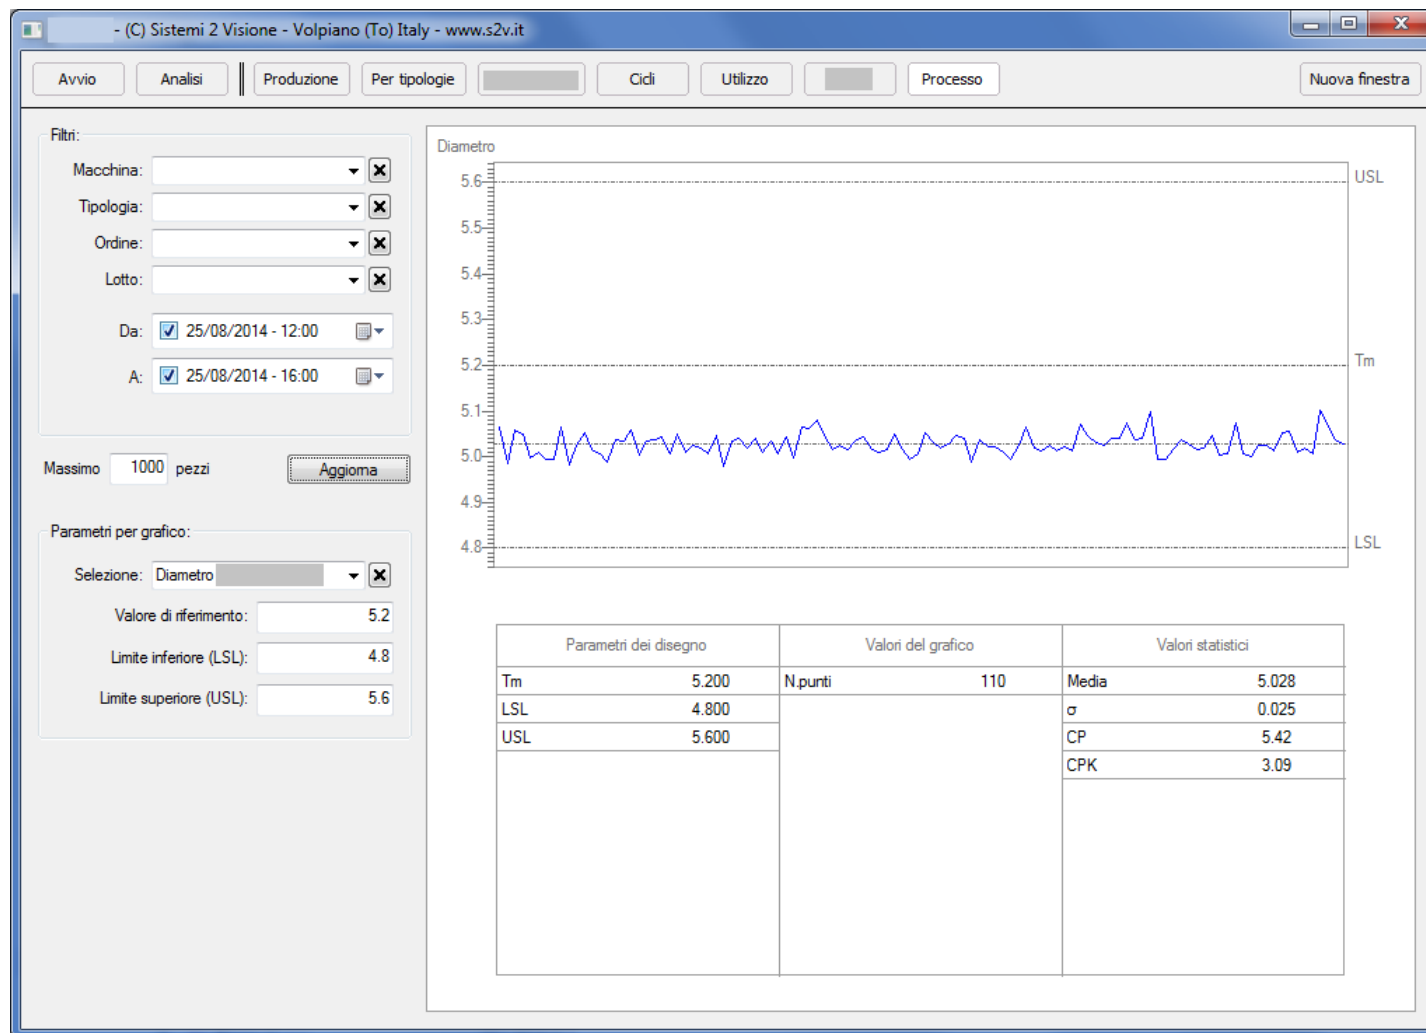 - (C) Sistemi 2 Visione - Volpiano (To) Italy - www.s2v.it
Avvio Analisi Produzione Per tipologie Cicli Utilizzo Processo Nuova finestra
Filtri:
Macchina:
Tipologia:
Ordine:
Lotto:
Da: 25/08/2014 - 12:00
A: 25/08/2014 - 16:00
Massimo 1000 pezzi Aggiorna
Parametri per grafico:
Selezione: Diametro
Valore di riferimento: 5.2
Limite inferiore (LSL): 4.8
Limite superiore (USL): 5.6
Diametro
5.6 USL
5.5
5.4
5.3
5.2 Tm
5.1
5.0
4.9
4.8 LSL
Parametri dei disegno Valori del grafico Valori statistici
Tm 5.200 N.punti 110 Media 5.028
LSL 4.800 σ 0.025
USL 5.600 CP 5.42
CPK 3.09